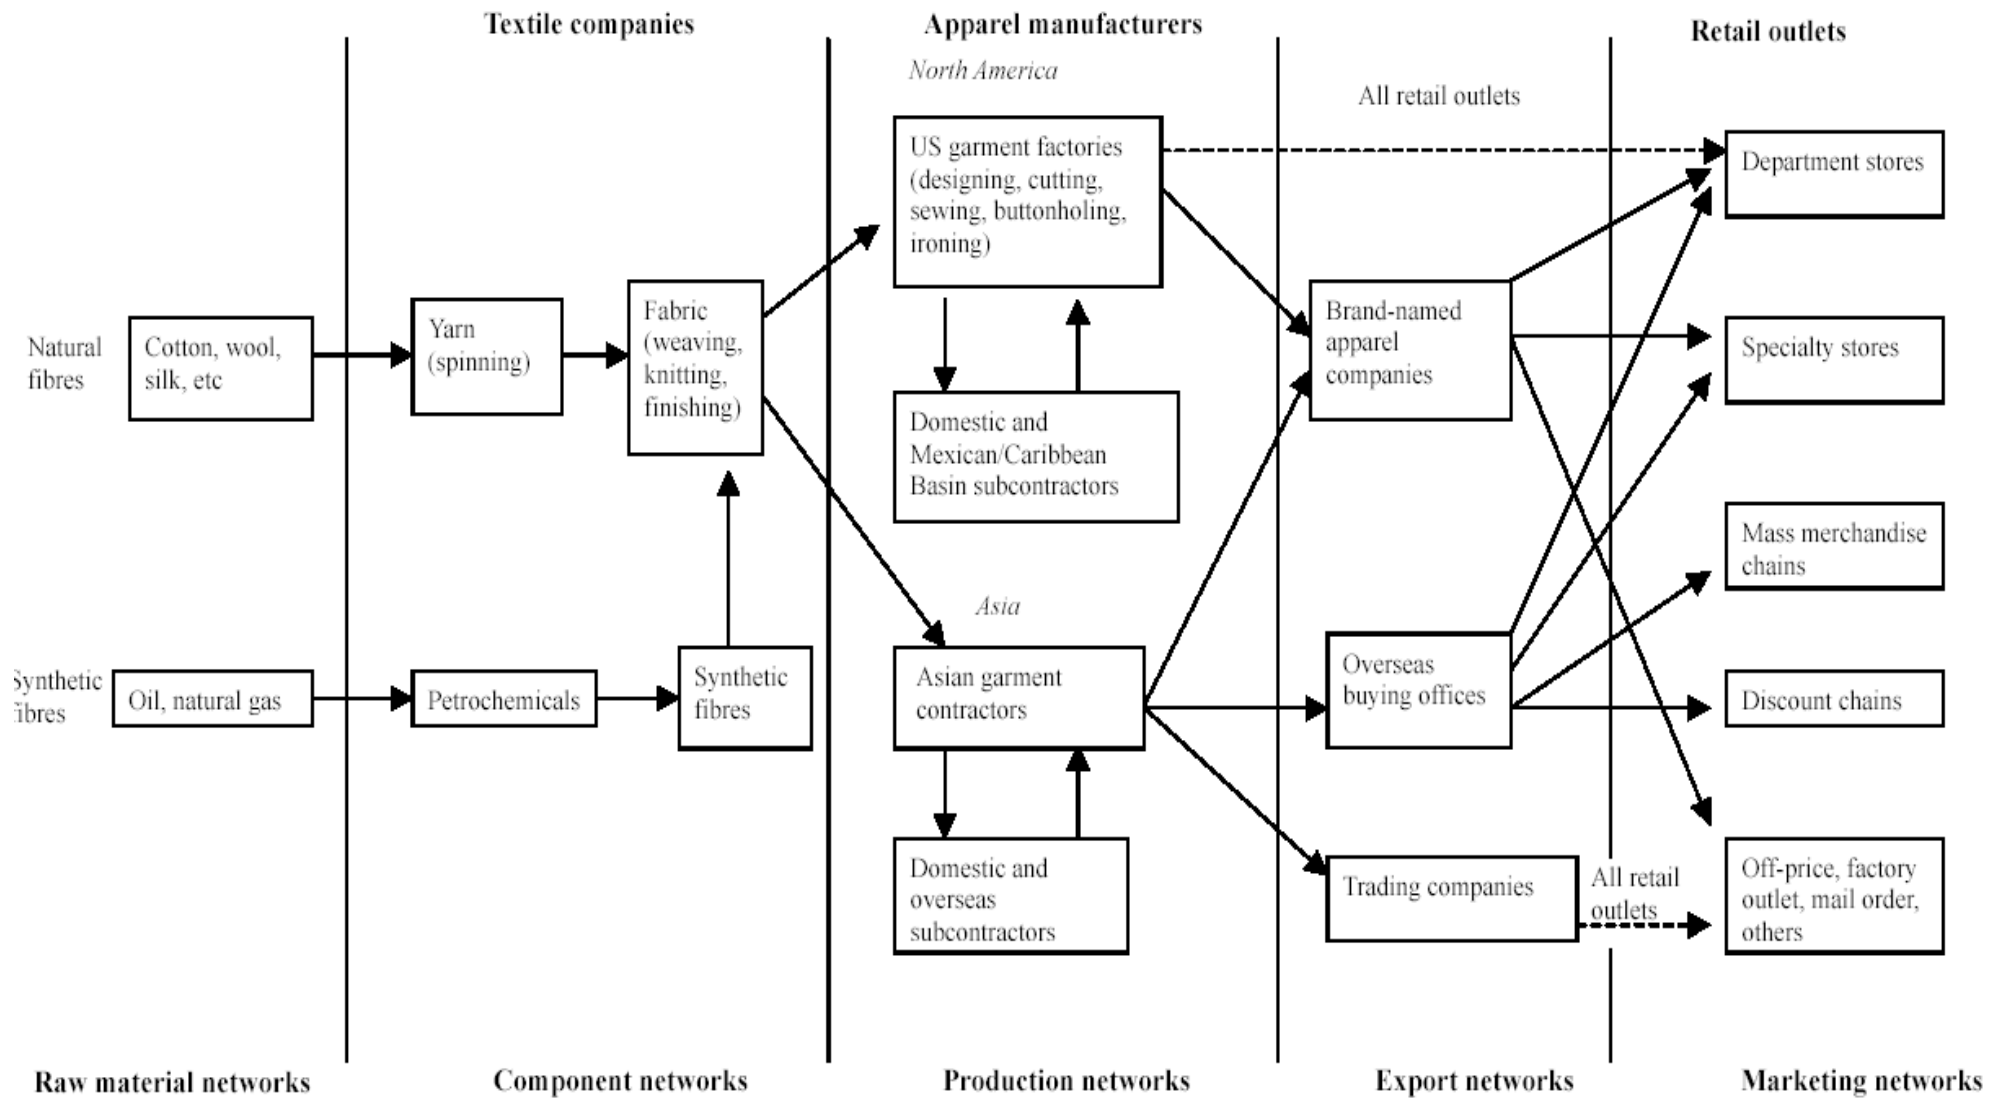 Textile companies
Apparel manufacturers
Retail outlets
North America
All retail outlets
US garment factories
(designing, cutting,
sewing, buttonholing,
ironing)
Department stores
Natural
fibres
Cotton, wool,
silk, etc
Yarn
(spinning)
Fabric
(weaving,
knitting,
finishing)
Brand-named
apparel
companies
Specialty stores
Domestic and
Mexican/Caribbean
Basin subcontractors
Mass merchandise
chains
Asia
Synthetic
fibres
Oil, natural gas
Petrochemicals
Synthetic
fibres
Asian garment
contractors
Overseas
buying offices
Discount chains
Domestic and
overseas
subcontractors
Trading companies
All retail
outlets
Off-price, factory
outlet, mail order,
others
Raw material networks
Component networks
Production networks
Export networks
Marketing networks